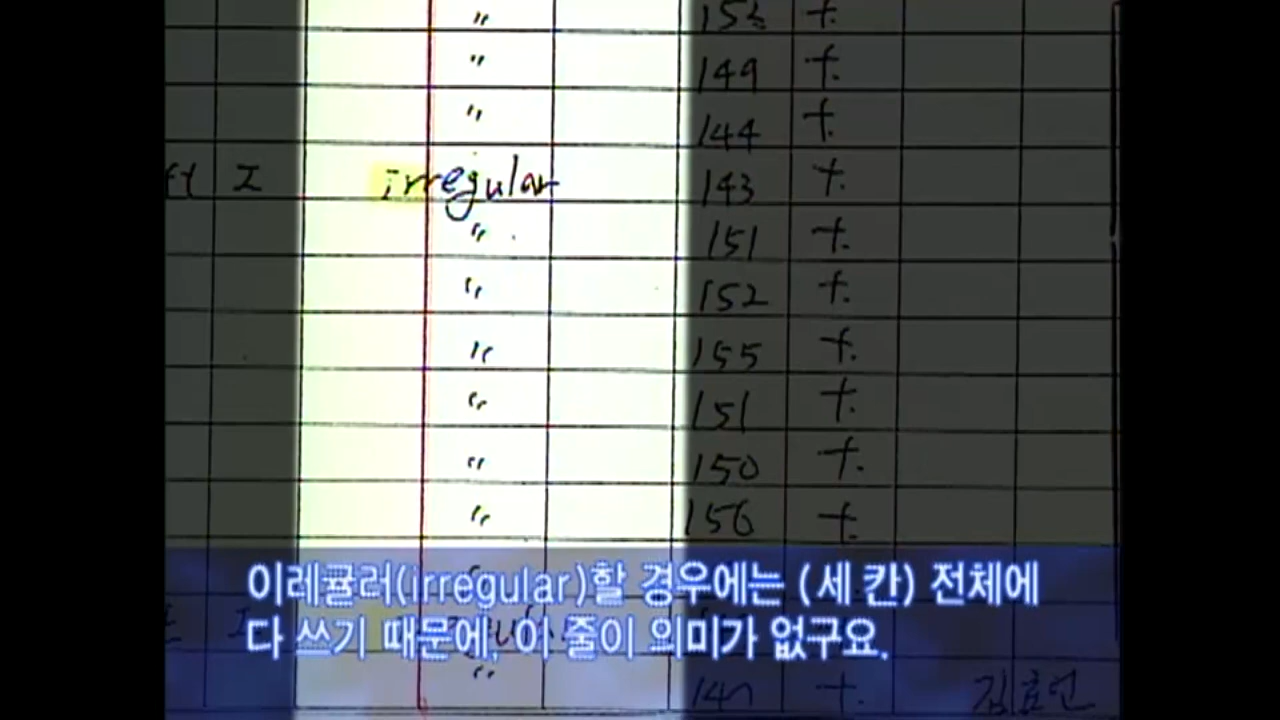 " 153 +.
" 149 +.
" 144 +.
ft I irregular 143 +.
" 151 +.
" 152 +.
" 155 +.
" 151 +.
" 150 +.
" 156 +.
이레귤러(irregular)할 경우에는 (세 칸) 전체에
다 쓰기 때문에, 이 줄이 의미가 없구요.
" +.